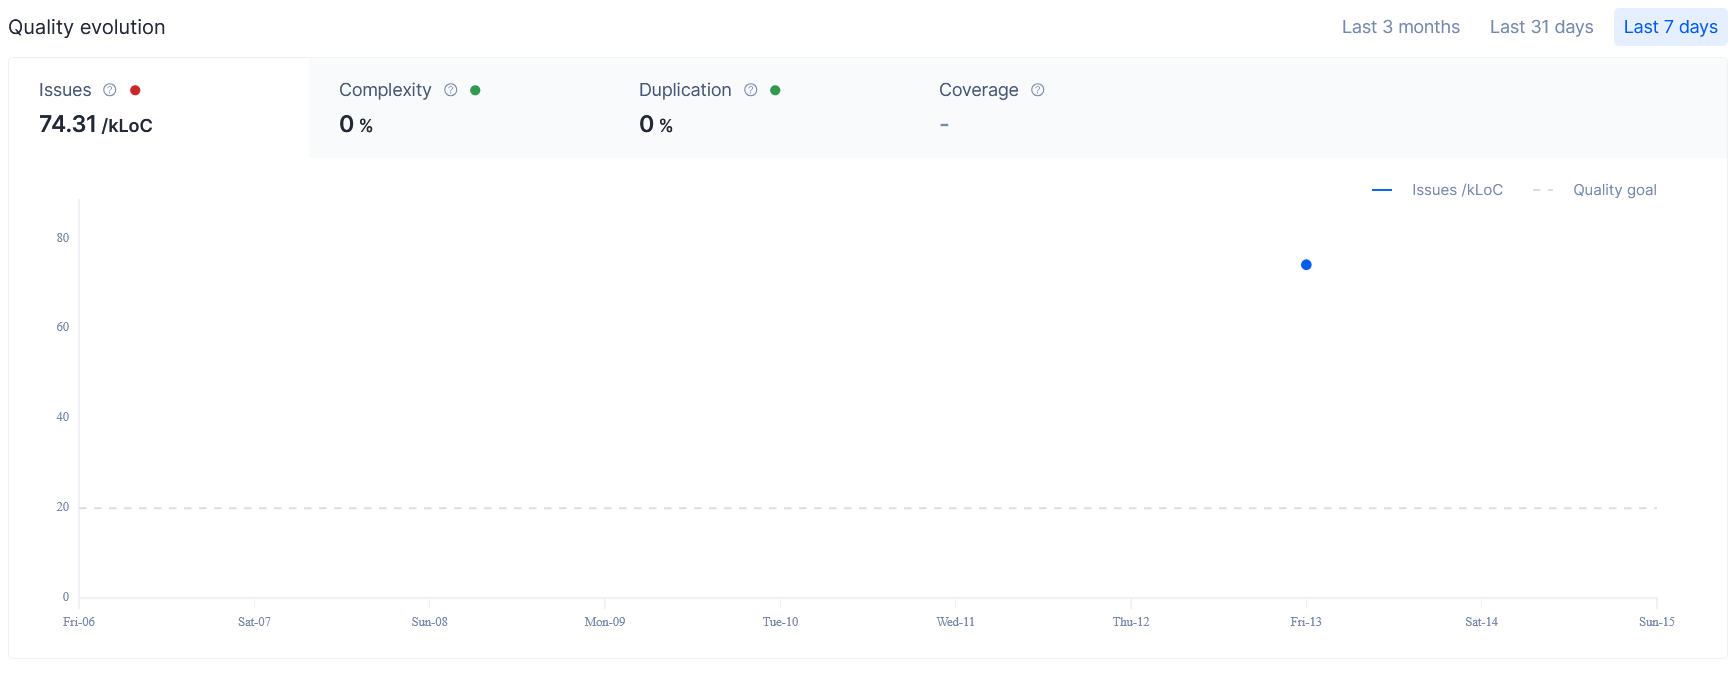 Quality evolution
Last 3 months Last 31 days Last 7 days
Issues Complexity Duplication Coverage
74.31 /kLoC 0 % 0 % -
Issues /kLoC Quality goal
80
60
40
20
0
Fri-06 Sat-07 Sun-08 Mon-09 Tue-10 Wed-11 Thu-12 Fri-13 Sat-14 Sun-15